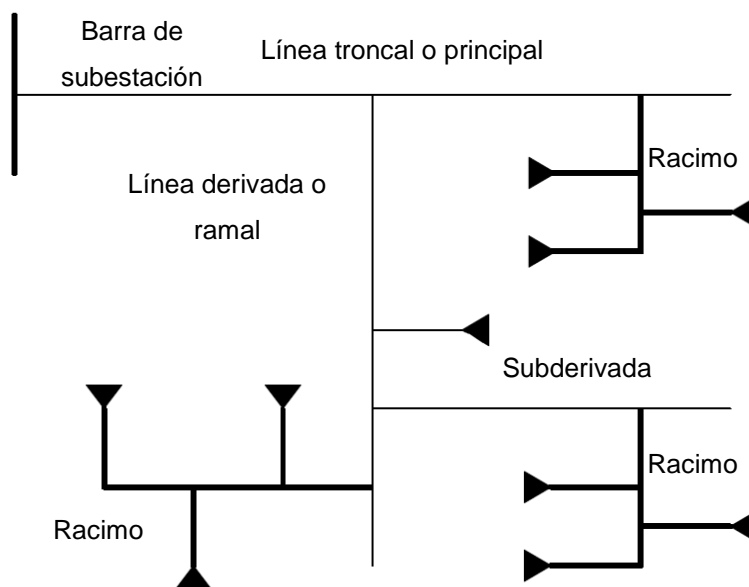 Barra de
subestación
Línea troncal o principal
Racimo
Línea derivada o
ramal
Subderivada
Racimo
Racimo